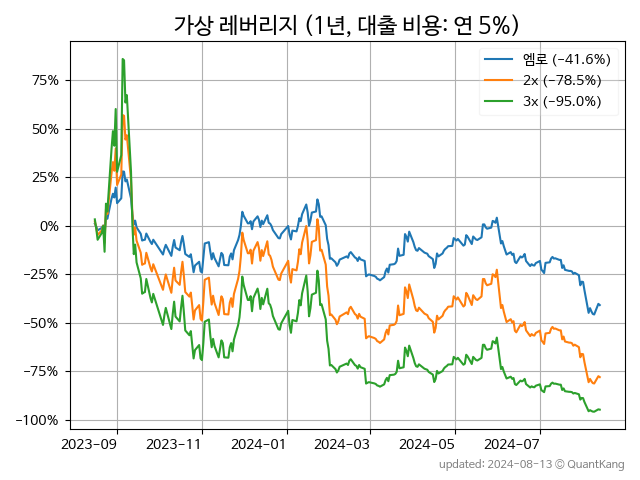 가상 레버리지 (1년, 대출 비용: 연 5%)
엠로 (−41.6%)
2x (−78.5%)
3x (−95.0%)
75%
50%
25%
0%
−25%
−50%
−75%
−100%
2023-09 2023-11 2024-01 2024-03 2024-05 2024-07
updated: 2024-08-13 © QuantKang